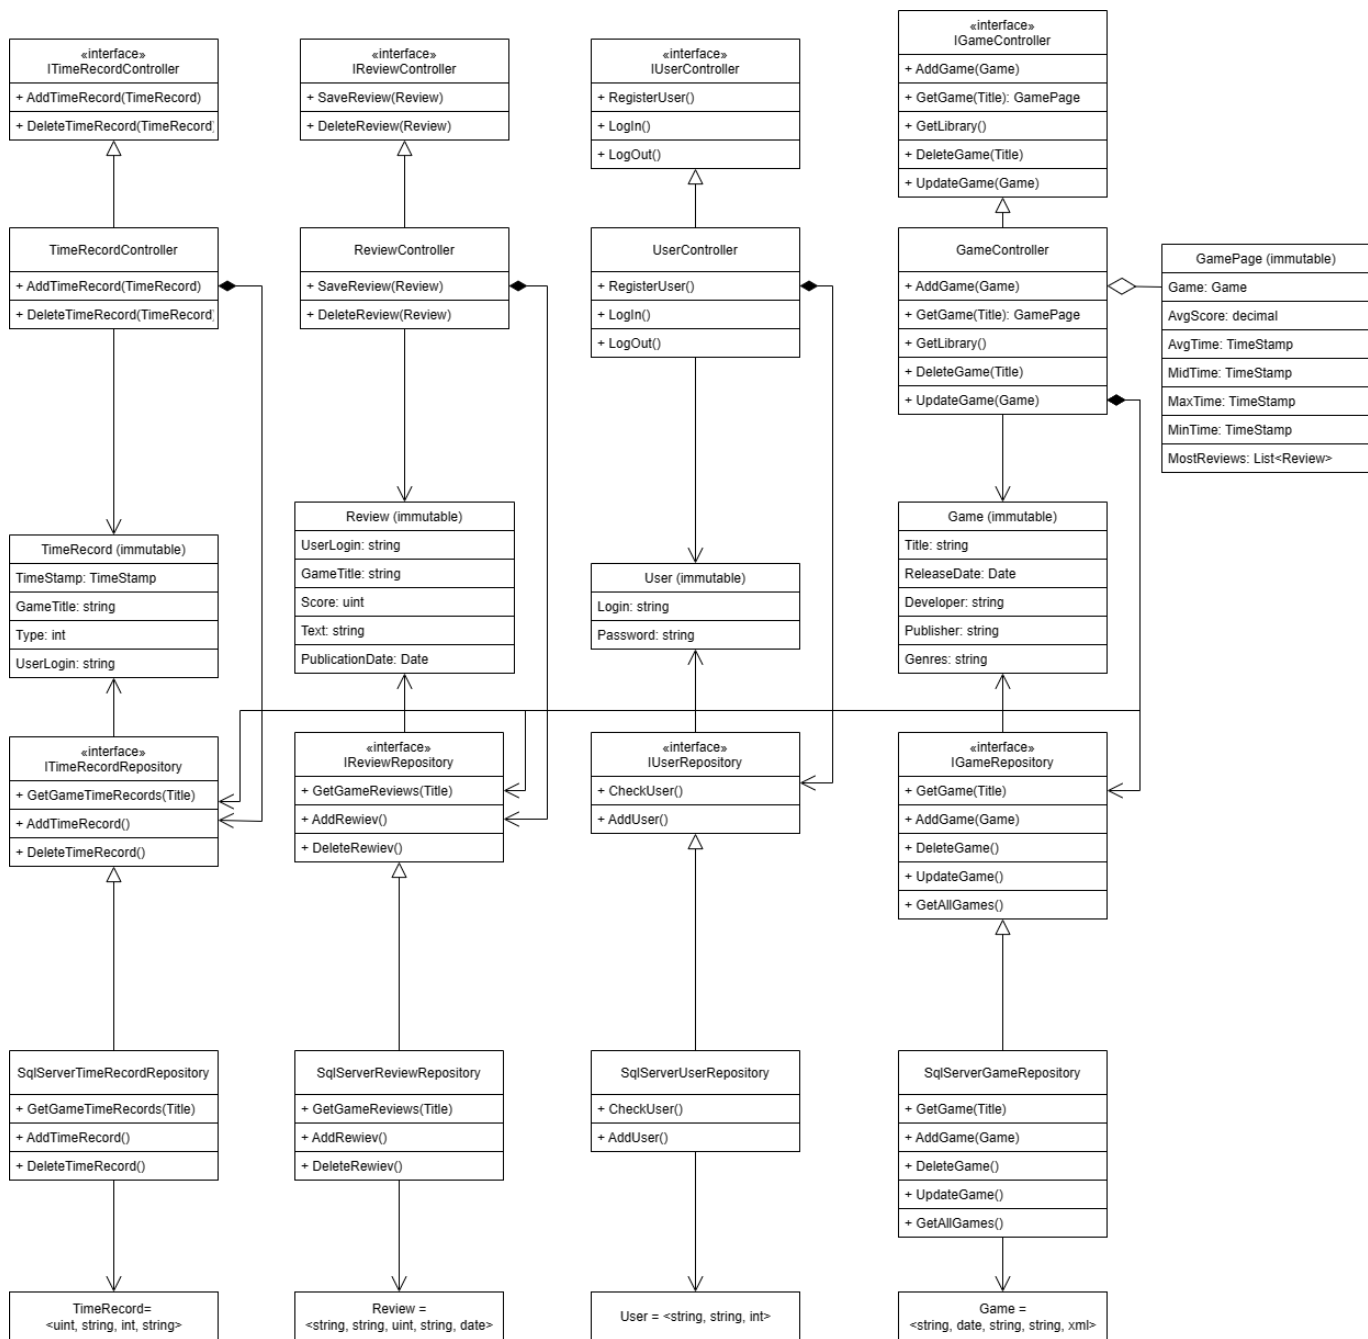 «interface»
ITimeRecordController
+ AddTimeRecord(TimeRecord)
+ DeleteTimeRecord(TimeRecord)
«interface»
IReviewController
+ SaveReview(Review)
+ DeleteReview(Review)
«interface»
IUserController
+ RegisterUser()
+ LogIn()
+ LogOut()
«interface»
IGameController
+ AddGame(Game)
+ GetGame(Title): GamePage
+ GetLibrary()
+ DeleteGame(Title)
+ UpdateGame(Game)
TimeRecordController
+ AddTimeRecord(TimeRecord)
+ DeleteTimeRecord(TimeRecord)
ReviewController
+ SaveReview(Review)
+ DeleteReview(Review)
UserController
+ RegisterUser()
+ LogIn()
+ LogOut()
GameController
+ AddGame(Game)
+ GetGame(Title): GamePage
+ GetLibrary()
+ DeleteGame(Title)
+ UpdateGame(Game)
GamePage (immutable)
Game: Game
AvgScore: decimal
AvgTime: TimeStamp
MidTime: TimeStamp
MaxTime: TimeStamp
MinTime: TimeStamp
MostReviews: List<Review>
TimeRecord (immutable)
TimeStamp: TimeStamp
GameTitle: string
Type: int
UserLogin: string
Review (immutable)
UserLogin: string
GameTitle: string
Score: uint
Text: string
PublicationDate: Date
User (immutable)
Login: string
Password: string
Game (immutable)
Title: string
ReleaseDate: Date
Developer: string
Publisher: string
Genres: string
«interface»
ITimeRecordRepository
+ GetGameTimeRecords(Title)
+ AddTimeRecord()
+ DeleteTimeRecord()
«interface»
IReviewRepository
+ GetGameReviews(Title)
+ AddRewiev()
+ DeleteRewiev()
«interface»
IUserRepository
+ CheckUser()
+ AddUser()
«interface»
IGameRepository
+ GetGame(Title)
+ AddGame(Game)
+ DeleteGame()
+ UpdateGame()
+ GetAllGames()
SqlServerTimeRecordRepository
+ GetGameTimeRecords(Title)
+ AddTimeRecord()
+ DeleteTimeRecord()
SqlServerReviewRepository
+ GetGameReviews(Title)
+ AddRewiev()
+ DeleteRewiev()
SqlServerUserRepository
+ CheckUser()
+ AddUser()
SqlServerGameRepository
+ GetGame(Title)
+ AddGame(Game)
+ DeleteGame()
+ UpdateGame()
+ GetAllGames()
TimeRecord=
<uint, string, int, string>
Review =
<string, string, uint, string, date>
User = <string, string, int>
Game =
<string, date, string, string, xml>